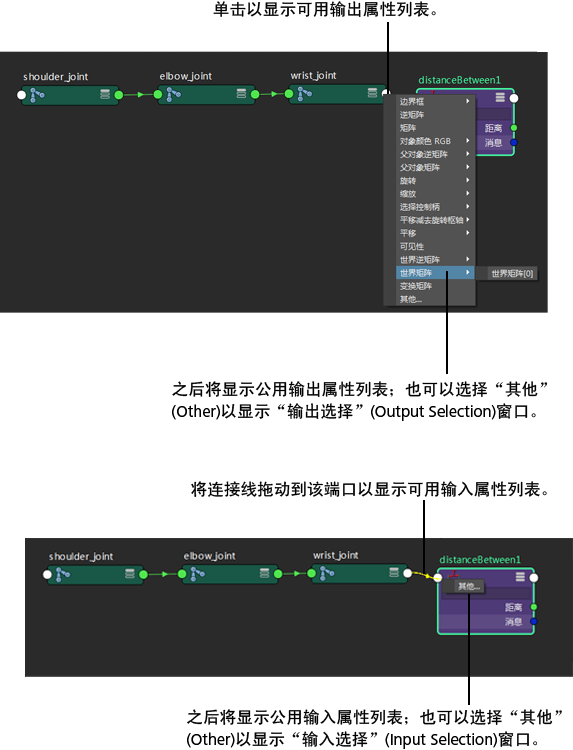 单击以显示可用输出属性列表。
shoulder_joint
elbow_joint
wrist_joint
distanceBetween1
边界框
逆矩阵
矩阵
对象颜色 RGB
父对象逆矩阵
父对象矩阵
旋转
缩放
选择控制柄
平移减去旋转枢轴
平移
可见性
世界逆矩阵
世界矩阵
世界矩阵[0]
变换矩阵
其他...
距离
消息
之后将显示公用输出属性列表；也可以选择“其他”
(Other)以显示“输出选择”(Output Selection)窗口。
将连接线拖动到该端口以显示可用输入属性列表。
shoulder_joint
elbow_joint
wrist_joint
distanceBetween1
其他...
距离
消息
之后将显示公用输入属性列表；也可以选择“其他”
(Other)以显示“输入选择”(Input Selection)窗口。